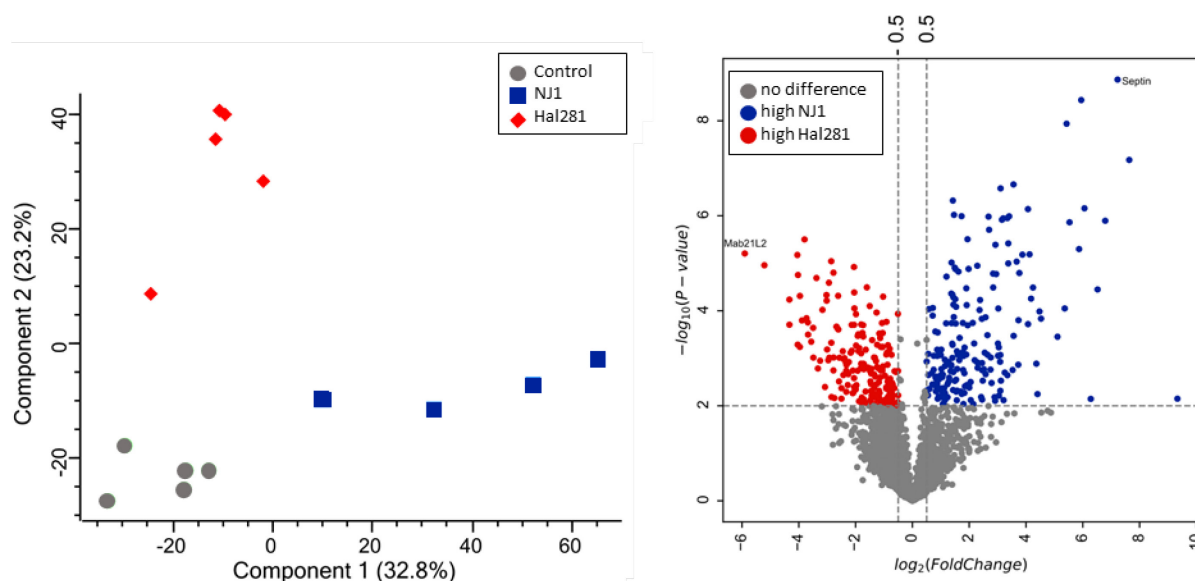 Control
NJ1
Hal281
40
20
0
-20
Component 2 (23.2%)
-20
0
20
40
60
Component 1 (32.8%)
0.5
0.5
no difference
high NJ1
high Hal281
Septin
Mab21L2
8
6
4
2
0
−log10(P − value)
−6
−4
−2
0
2
4
6
8
10
log2(FoldChange)